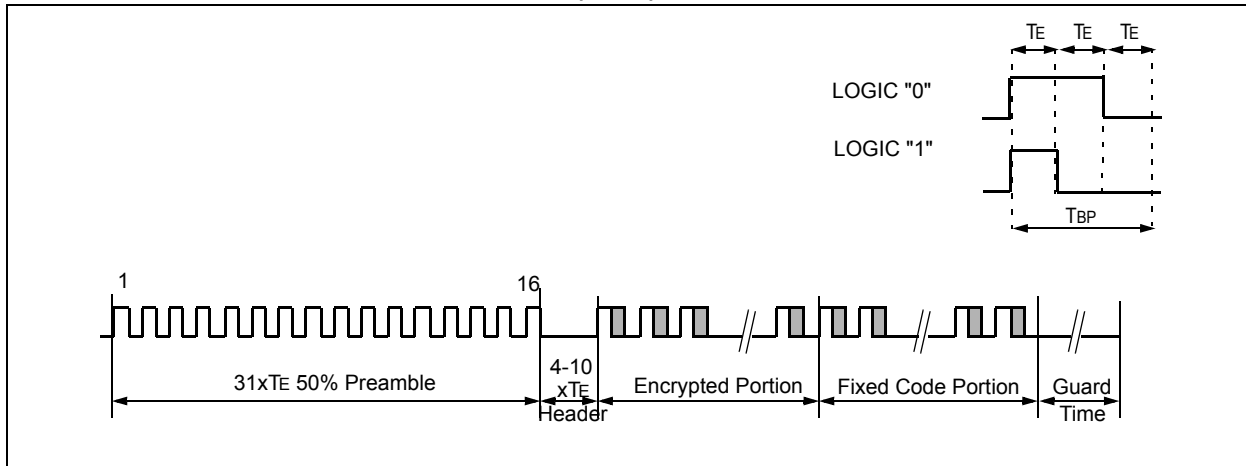 TE TE TE
LOGIC "0"
LOGIC "1"
TBP
1
16
31xTE 50% Preamble
4-10
xTE
Header
Encrypted Portion
Fixed Code Portion
Guard
Time